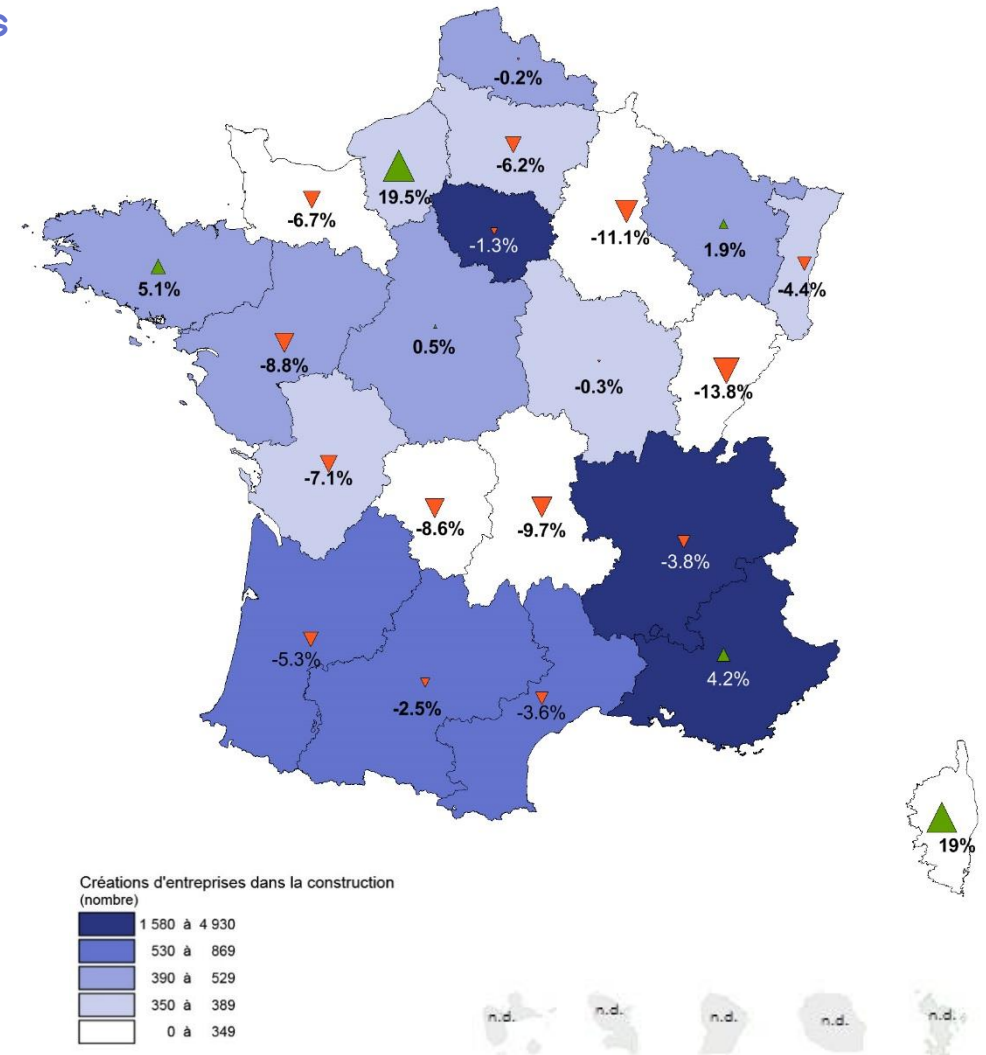 s
-0.2%
-6.2%
19.5%
-6.7%
-11.1%
-1.3%
1.9%
-4.4%
5.1%
-8.8%
0.5%
-0.3%
-13.8%
-7.1%
-8.6%
-9.7%
-3.8%
-5.3%
-2.5%
-3.6%
4.2%
19%
Créations d'entreprises dans la construction
(nombre)
1 580 à 4 930
530 à 869
390 à 529
350 à 389
0 à 349
n.d. n.d. n.d. n.d. n.d.